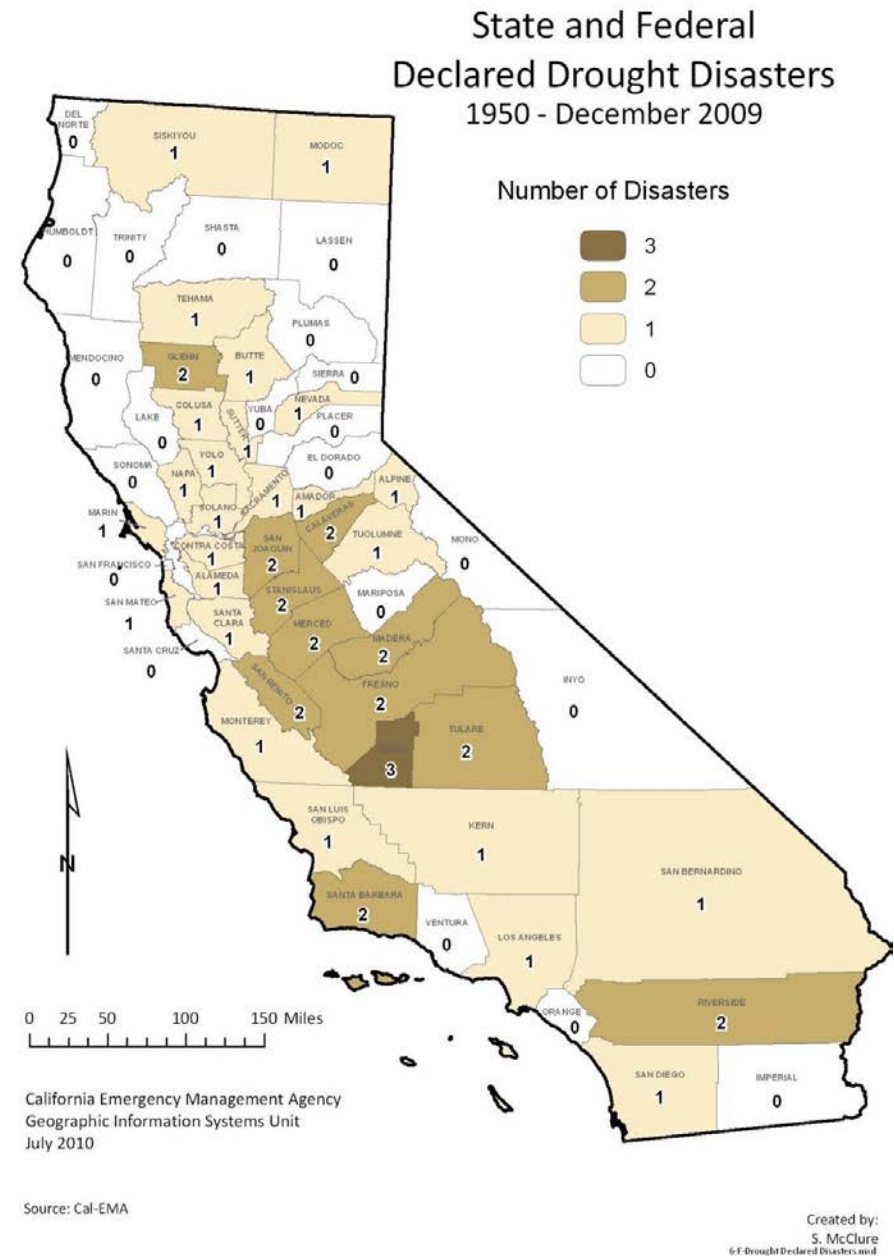 State and Federal
Declared Drought Disasters
1950 - December 2009
Number of Disasters
3
2
1
0
DEL
NORTE
0
SISKIYOU
1
MODOC
1
HUMBOLDT
0
TRINITY
0
SHASTA
0
LASSEN
0
TEHAMA
1
PLUMAS
0
MENDOCINO
0
GLENN
2
BUTTE
1
SIERRA 0
LAKE
0
COLUSA
1
SUTTER
1
YUBA
0
NEVADA
1
PLACER
0
SONOMA
0
NAPA
1
YOLO
1
EL DORADO
0
SACRAMENTO
1
AMADOR
1
ALPINE
1
MARIN
1
SOLANO
1
CONTRA COSTA
1
SAN
JOAQUIN
2
CALAVERAS
2
TUOLUMNE
1
MONO
0
SAN FRANCISCO
0
ALAMEDA
1
STANISLAUS
2
MARIPOSA
0
SAN MATEO
1
SANTA
CLARA
1
MERCED
2
MADERA
2
SANTA CRUZ
0
SAN BENITO
2
FRESNO
2
INYO
0
MONTEREY
1
3
TULARE
2
SAN LUIS
OBISPO
1
KERN
1
SAN BERNARDINO
1
SANTA BARBARA
2
VENTURA
0
LOS ANGELES
1
ORANGE
0
RIVERSIDE
2
SAN DIEGO
1
IMPERIAL
0
N
0 25 50 100 150 Miles
California Emergency Management Agency
Geographic Information Systems Unit
July 2010
Source: Cal-EMA
Created by:
S. McClure
6-F-Drought Declared Disasters.mxd